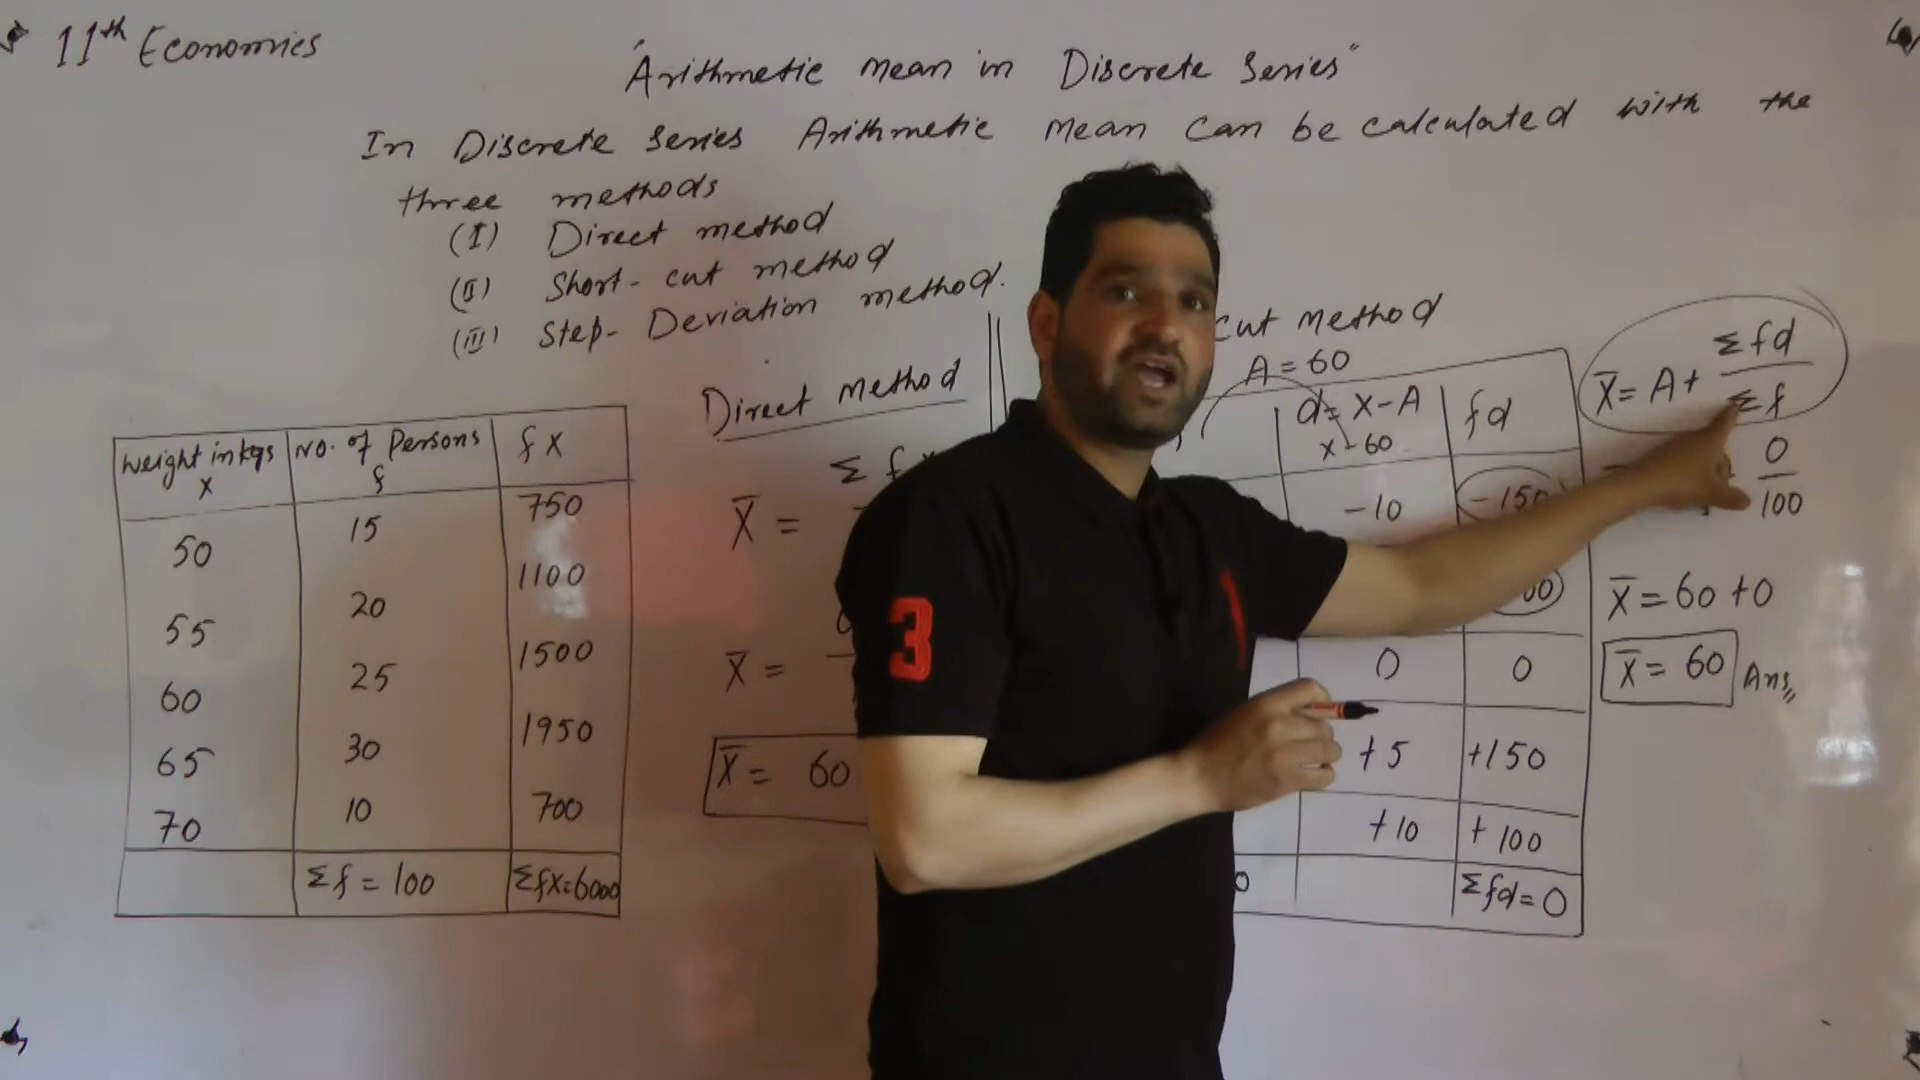 11th Economics
"Arithmetic mean in Discrete series"
In Discrete series Arithmetic mean can be calculated with the
three methods
(I) Direct method
(II) Short-cut method
(III) Step-Deviation method.
weight in kgs No. of Persons f X
X f
50 15 750
55 20 1100
60 25 1500
65 30 1950
70 10 700
Σf = 100 Σfx=6000
Direct Method
Σ f
X̄ =
X̄ =
X̄ = 60
3
cut method
A = 60
d= X-A fd
X-60
-10 -150
00
0 0
+5 +150
+10 +100
0 Σfd=0
X̄ = A + Σfd
Σf
0
100
X̄ = 60 + 0
X̄ = 60 Ans